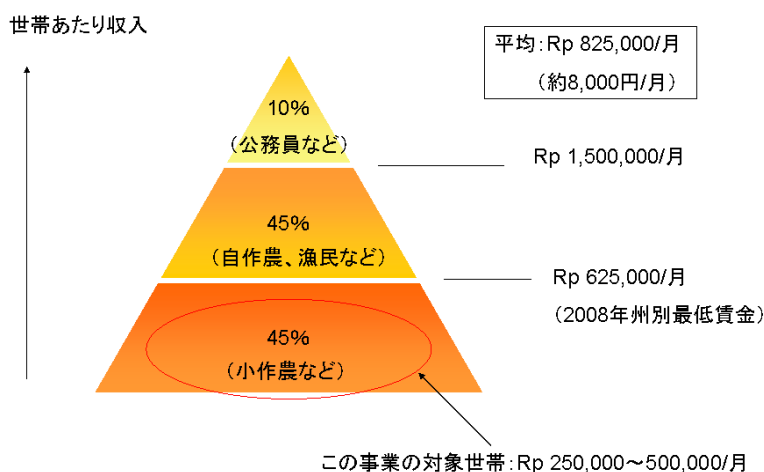 世帯あたり収入
平均：Rp 825,000/月
（約8,000円/月）
10%
（公務員など）
Rp 1,500,000/月
45%
（自作農、漁民など）
Rp 625,000/月
（2008年州別最低賃金）
45%
（小作農など）
この事業の対象世帯：Rp 250,000～500,000/月